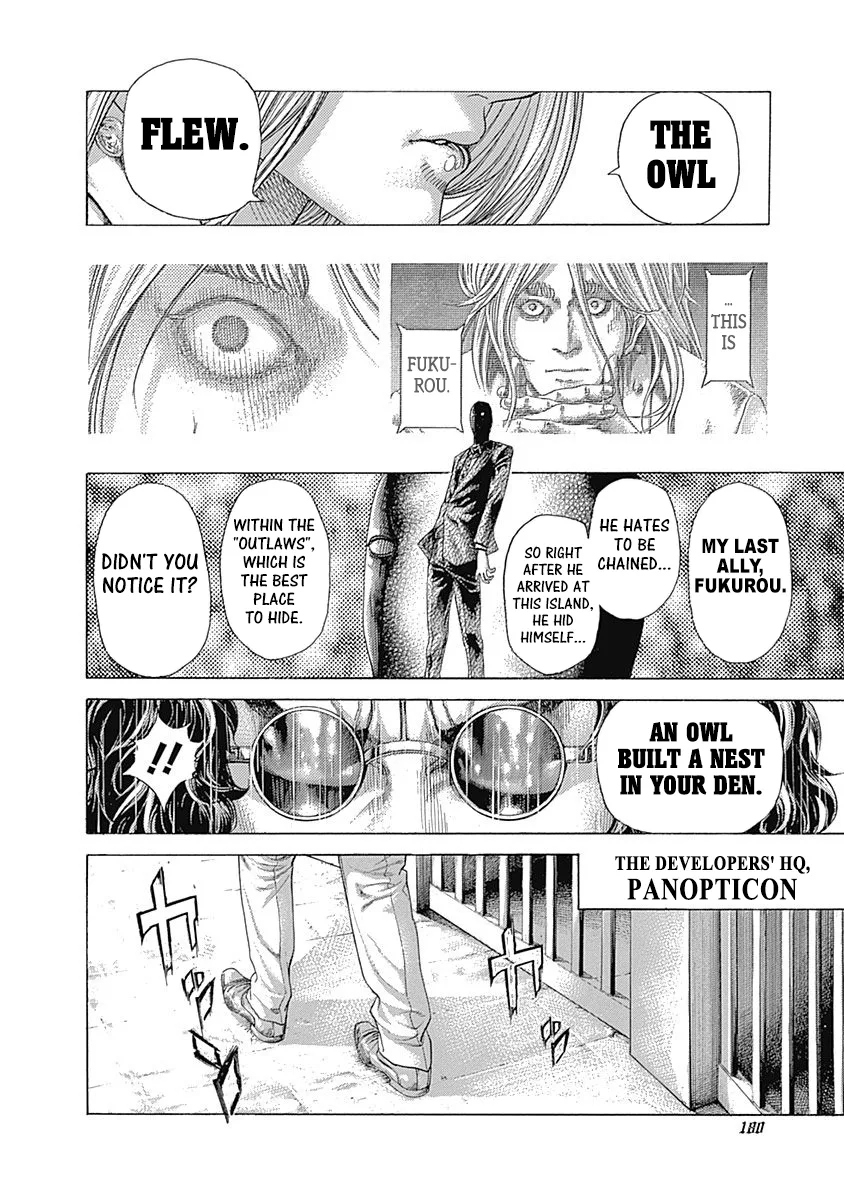 THE
OWL
FLEW.
...
THIS
IS
FUKU-
ROU.
MY LAST
ALLY,
FUKUROU.
HE HATES
TO BE
CHAINED...
SO RIGHT
AFTER HE
ARRIVED AT
THIS ISLAND,
HE HID
HIMSELF...
WITHIN THE
"OUTLAWS",
WHICH IS
THE BEST
PLACE
TO HIDE.
DIDN'T YOU
NOTICE IT?
AN OWL
BUILT A NEST
IN YOUR DEN.
!!
THE DEVELOPERS' HQ,
PANOPTICON
180